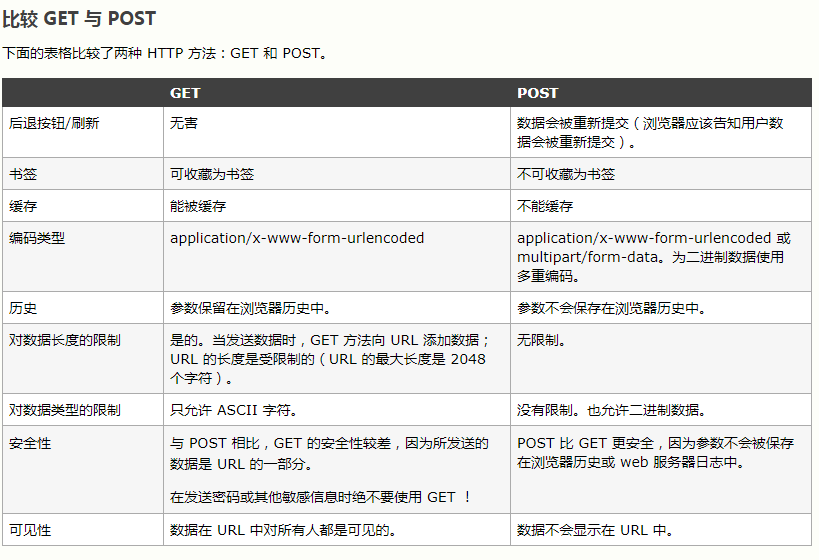 比较 GET 与 POST
下面的表格比较了两种 HTTP 方法：GET 和 POST。
GET POST
后退按钮/刷新 无害 数据会被重新提交（浏览器应该告知用户数
据会被重新提交）。
书签 可收藏为书签 不可收藏为书签
缓存 能被缓存 不能缓存
编码类型 application/x-www-form-urlencoded application/x-www-form-urlencoded 或
multipart/form-data。为二进制数据使用
多重编码。
历史 参数保留在浏览器历史中。 参数不会保存在浏览器历史中。
对数据长度的限制 是的。当发送数据时，GET 方法向 URL 添加数据； 无限制。
URL 的长度是受限制的（URL 的最大长度是 2048
个字符）。
对数据类型的限制 只允许 ASCII 字符。 没有限制。也允许二进制数据。
安全性 与 POST 相比，GET 的安全性较差，因为所发送的 POST 比 GET 更安全，因为参数不会被保存
数据是 URL 的一部分。 在浏览器历史或 web 服务器日志中。
在发送密码或其他敏感信息时绝不要使用 GET ！
可见性 数据在 URL 中对所有人都是可见的。 数据不会显示在 URL 中。